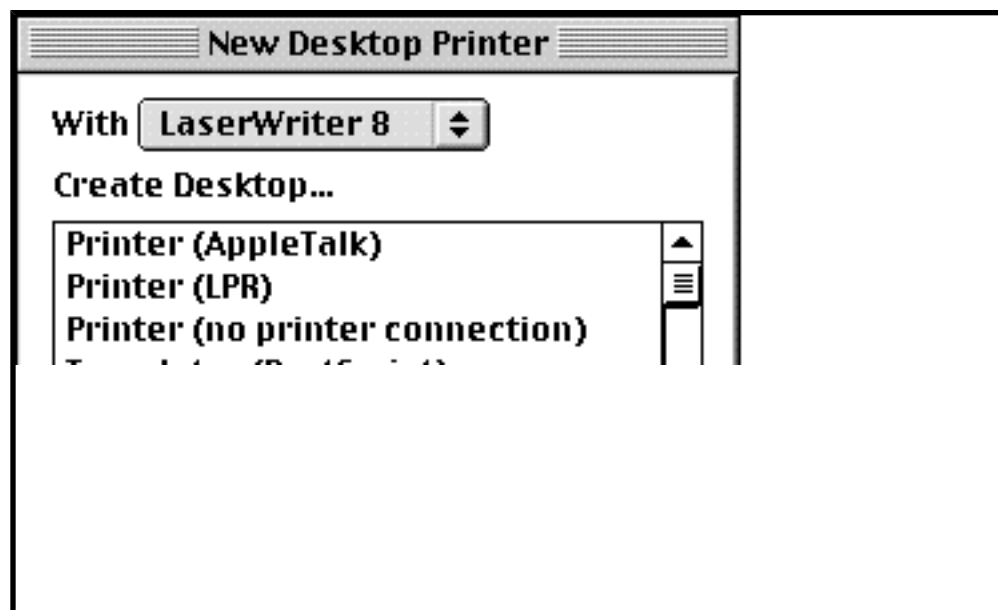 New Desktop Printer
With LaserWriter 8
Create Desktop...
Printer (AppleTalk)
Printer (LPR)
Printer (no printer connection)